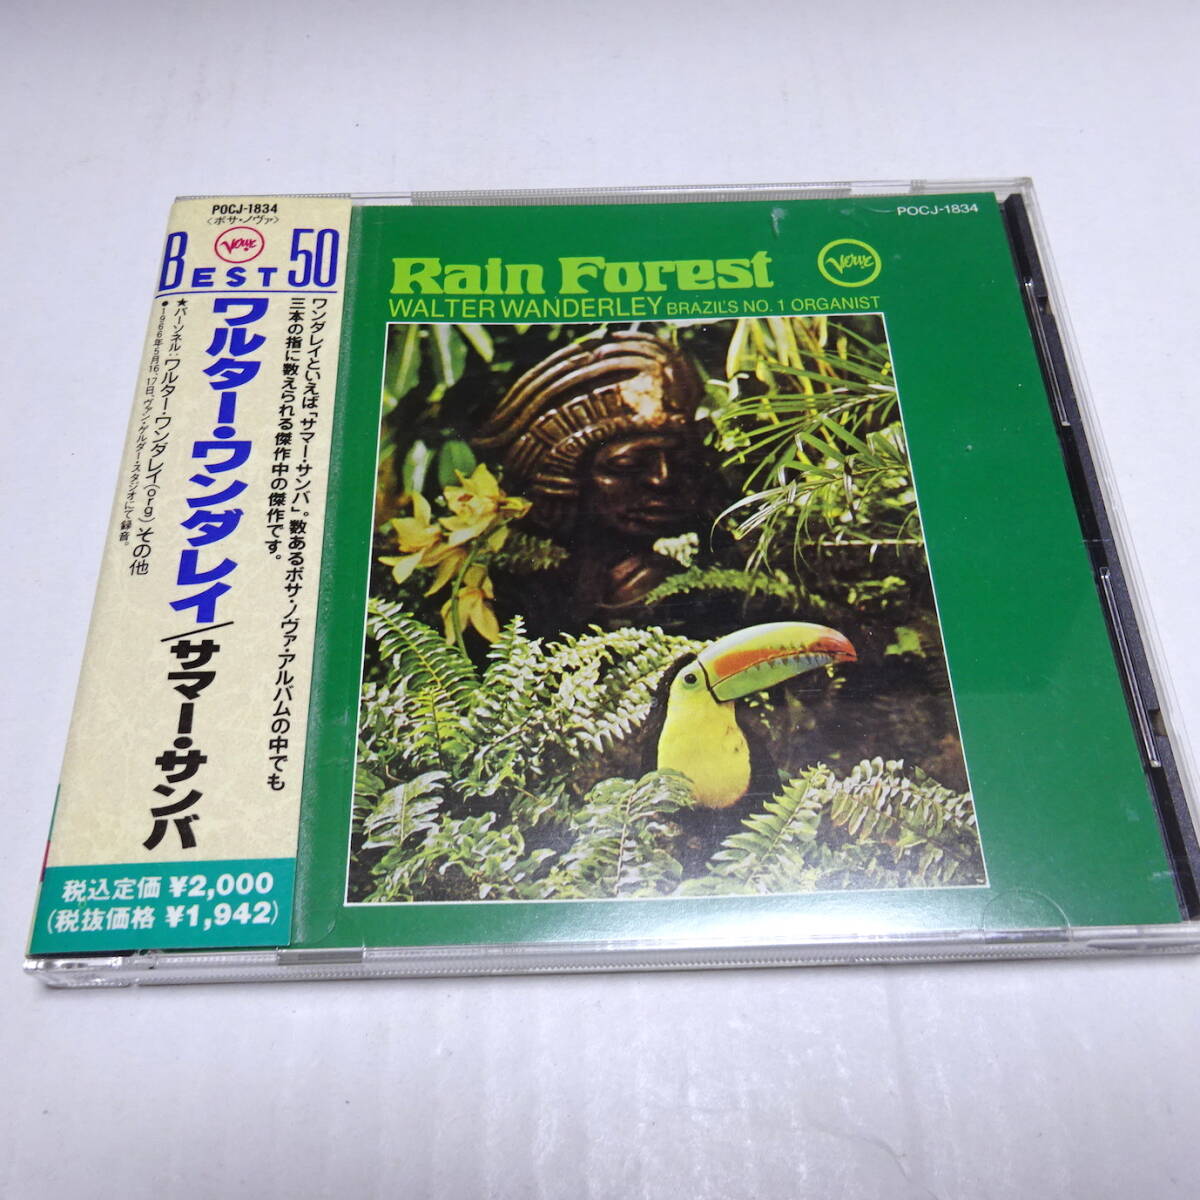 POCJ-1834
〈ボサ・ノヴァ〉
Verve
BEST 50
ワンダレイといえば「サマー・サンバ」。数あるボサ・ノヴァ・アルバムの中でも
三本の指に数えられる傑作中の傑作です。
ワルター・ワンダレイ/サマー・サンバ
★パーソネル:ワルター・ワンダレイ(org) その他
●1966年5月16、17日、ヴァン・ゲルダー・スタジオにて録音。
税込定価 ¥2,000
(税抜価格 ¥1,942)
POCJ-1834
Rain Forest
Verve
WALTER WANDERLEY BRAZIL'S NO. 1 ORGANIST